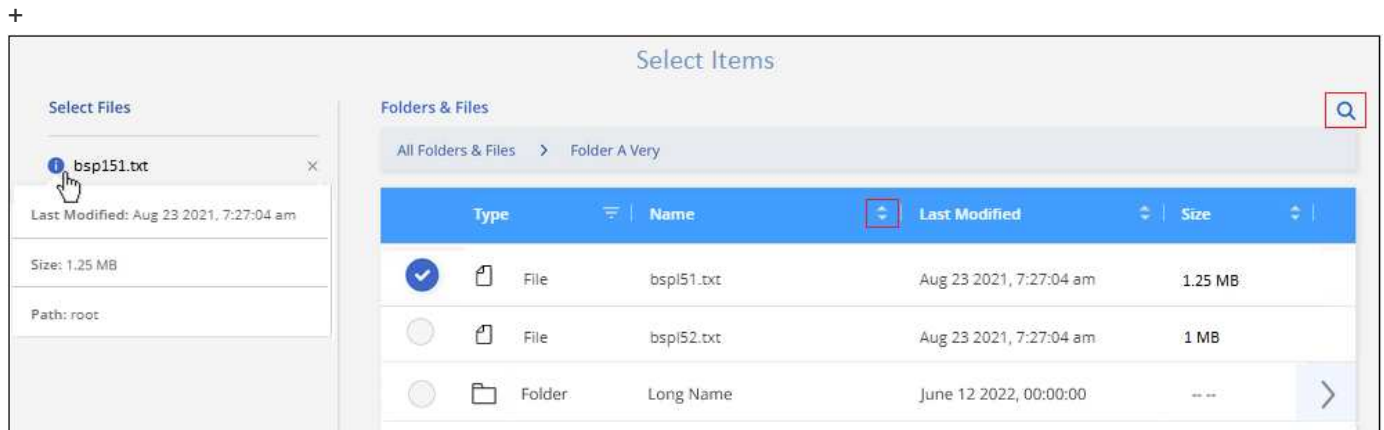 +
Select Items
Select Files
Folders & Files
bsp151.txt ×
All Folders & Files > Folder A Very
Last Modified: Aug 23 2021, 7:27:04 am
Size: 1.25 MB
Path: root
Type Name Last Modified Size
File bspl51.txt Aug 23 2021, 7:27:04 am 1.25 MB
File bspl52.txt Aug 23 2021, 7:27:04 am 1 MB
Folder Long Name June 12 2022, 00:00:00 -- --